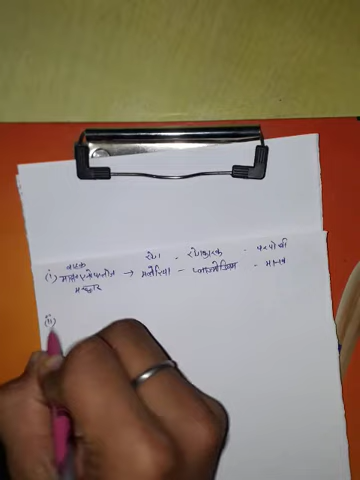 वाहक रोग - रोगकारक - परपोषी
(i) मादा एनोफिलीज → मलेरिया - प्लाज्मोडियम - मानव
मच्छर
(ii)